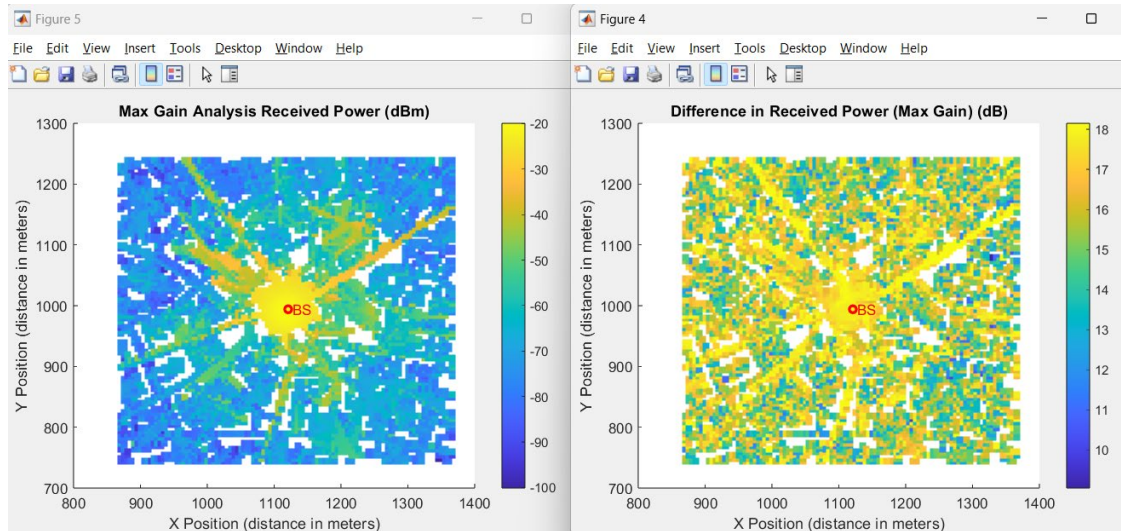 Figure 5
File Edit View Insert Tools Desktop Window Help
Max Gain Analysis Received Power (dBm)
1300
1200
1100
1000
900
800
700
Y Position (distance in meters)
BS
800 900 1000 1100 1200 1300 1400
X Position (distance in meters)
-20
-30
-40
-50
-60
-70
-80
-90
-100
Figure 4
File Edit View Insert Tools Desktop Window Help
Difference in Received Power (Max Gain) (dB)
1300
1200
1100
1000
900
800
700
Y Position (distance in meters)
BS
800 900 1000 1100 1200 1300 1400
X Position (distance in meters)
18
17
16
15
14
13
12
11
10